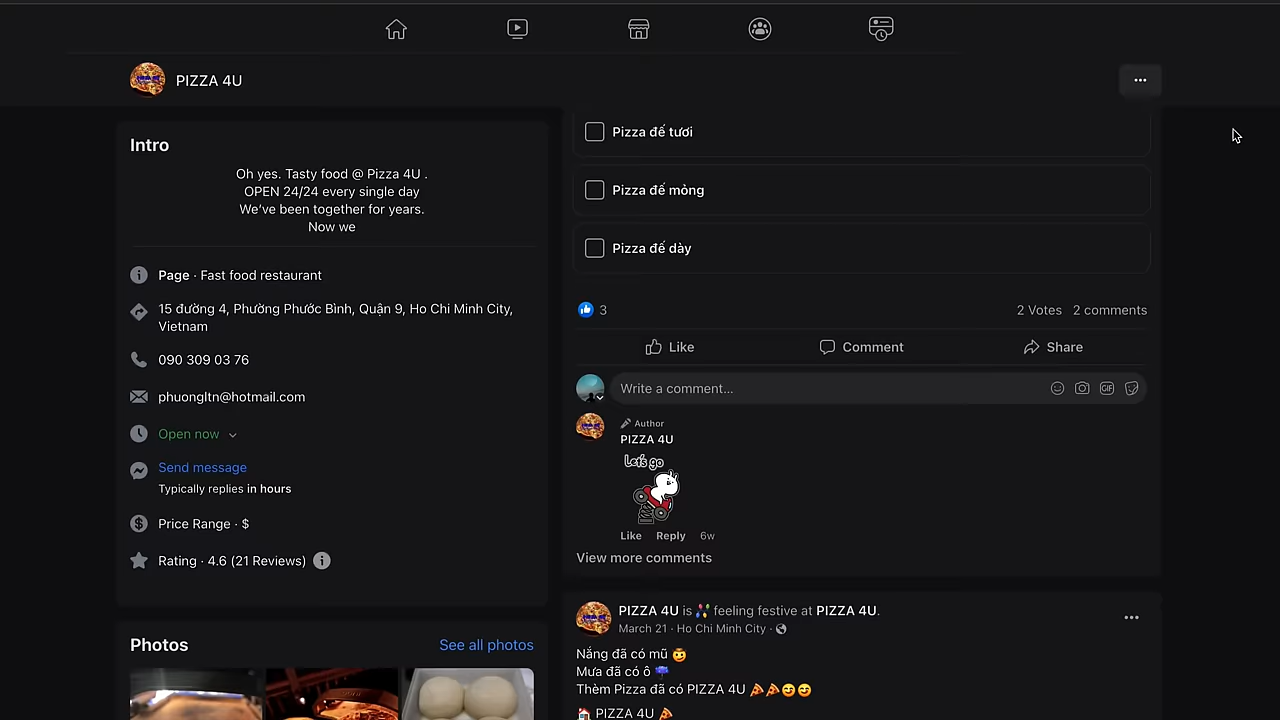 PIZZA 4U
Intro
Oh yes. Tasty food @ Pizza 4U .
OPEN 24/24 every single day
We've been together for years.
Now we
Page · Fast food restaurant
15 đường 4, Phường Phước Bình, Quận 9, Ho Chi Minh City,
Vietnam
090 309 03 76
phuongltn@hotmail.com
Open now
Send message
Typically replies in hours
Price Range · $
Rating · 4.6 (21 Reviews)
Photos
See all photos
Pizza đế tươi
Pizza đế mỏng
Pizza đế dày
3
2 Votes 2 comments
Like Comment Share
Write a comment...
GIF
Author
PIZZA 4U
Let's go
Like Reply 6w
View more comments
PIZZA 4U is feeling festive at PIZZA 4U.
March 21 · Ho Chi Minh City ·
Nắng đã có mũ 🤠
Mưa đã có ô ☔
Thèm Pizza đã có PIZZA 4U 🍕🍕😋😋
🏠 PIZZA 4U 🍕